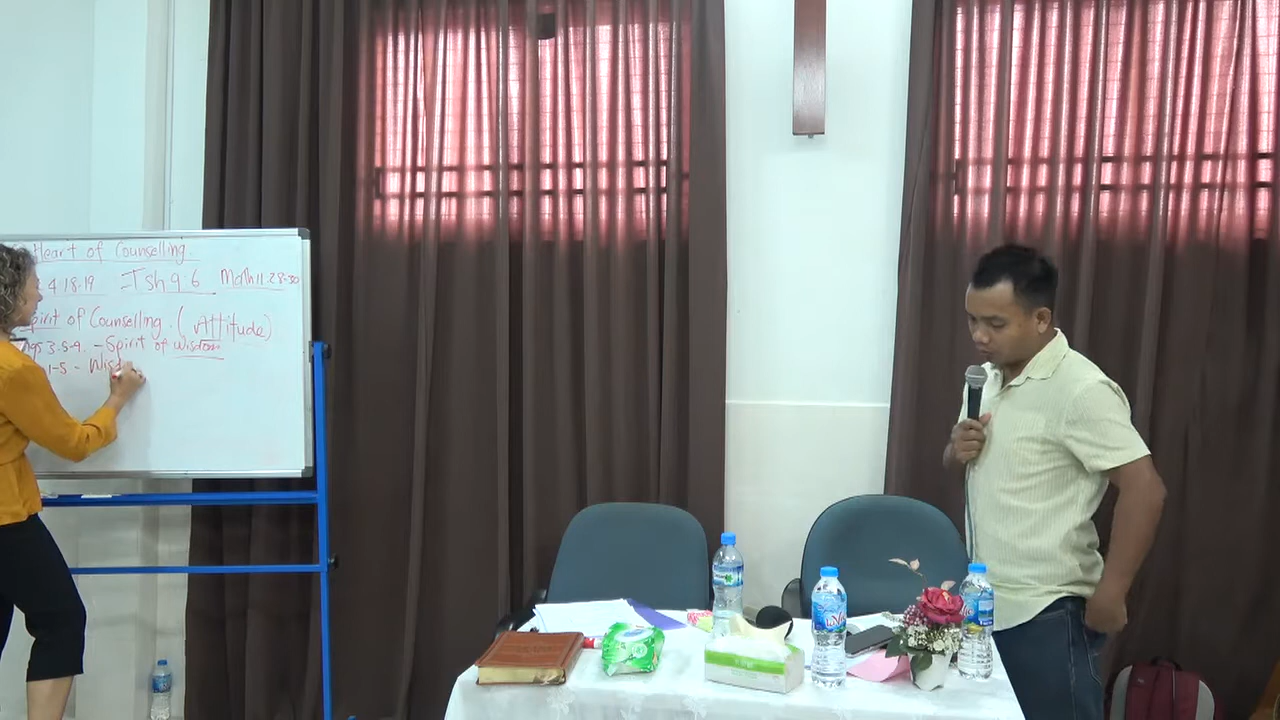 Heart of Counselling.
4 18-19 Ish 9:6 Math 11:28-30
Spirit of Counselling. (Attitude)
3-5-9. - Spirit of wisdom
1-5 - Wisd